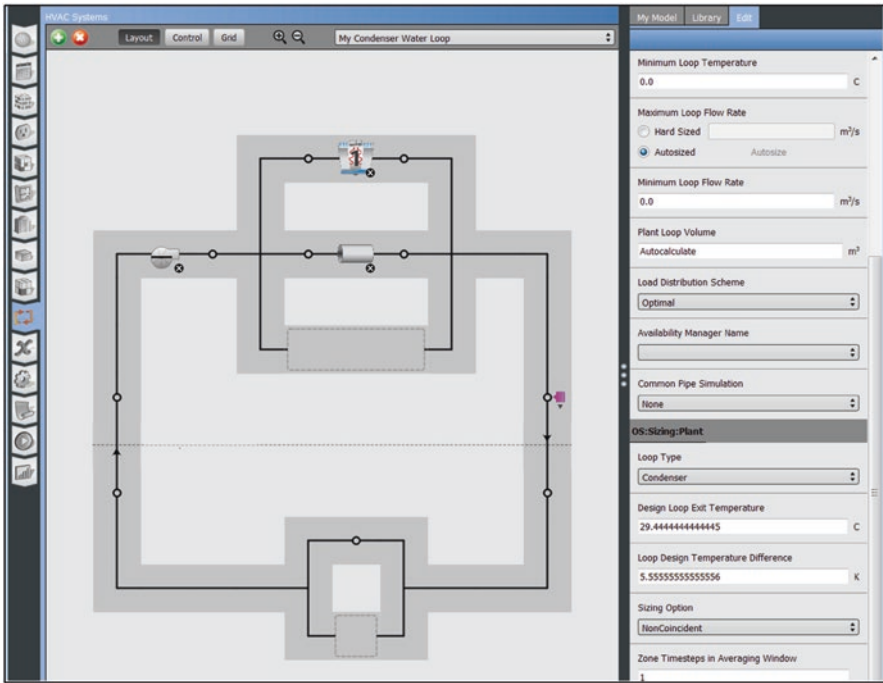 HVAC Systems
My Model Library Edit
Layout Control Grid My Condenser Water Loop
Minimum Loop Temperature
0.0 C
Maximum Loop Flow Rate
Hard Sized m³/s
Autosized Autosize
Minimum Loop Flow Rate
0.0 m³/s
Plant Loop Volume
Autocalculate m³
Load Distribution Scheme
Optimal
Availability Manager Name
Common Pipe Simulation
None
OS:Sizing:Plant
Loop Type
Condenser
Design Loop Exit Temperature
29.4444444444445 C
Loop Design Temperature Difference
5.55555555555556 K
Sizing Option
NonCoincident
Zone Timesteps in Averaging Window
1